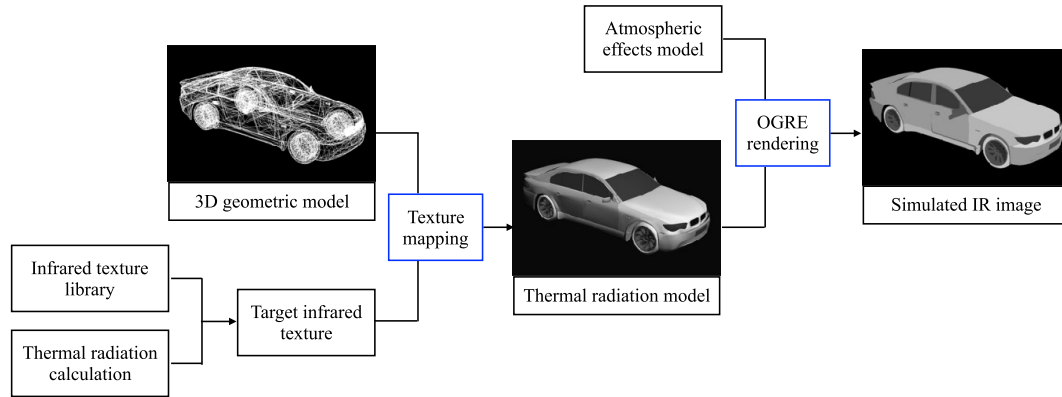 Atmospheric
effects model
3D geometric model
OGRE
rendering
Simulated IR image
Texture
mapping
Thermal radiation model
Infrared texture
library
Target infrared
texture
Thermal radiation
calculation